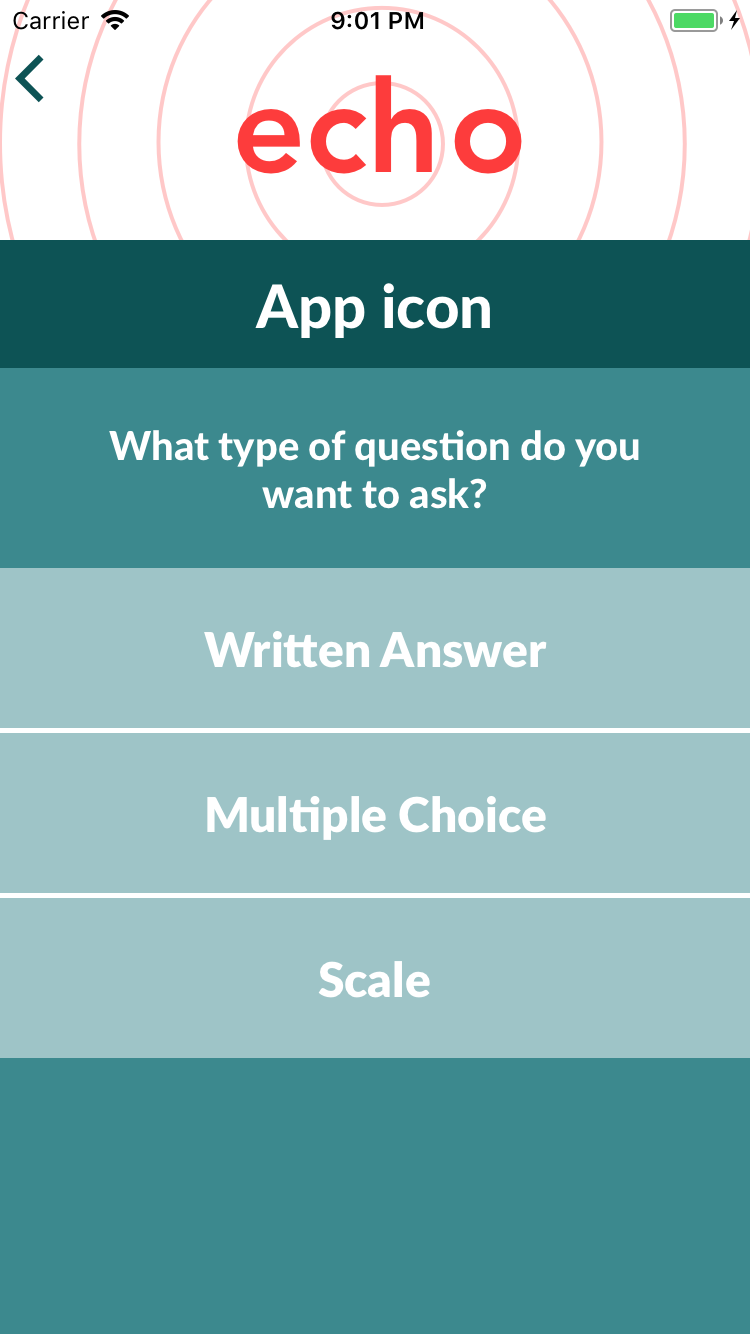 Carrier 9:01 PM
echo
App icon
What type of question do you
want to ask?
Written Answer
Multiple Choice
Scale